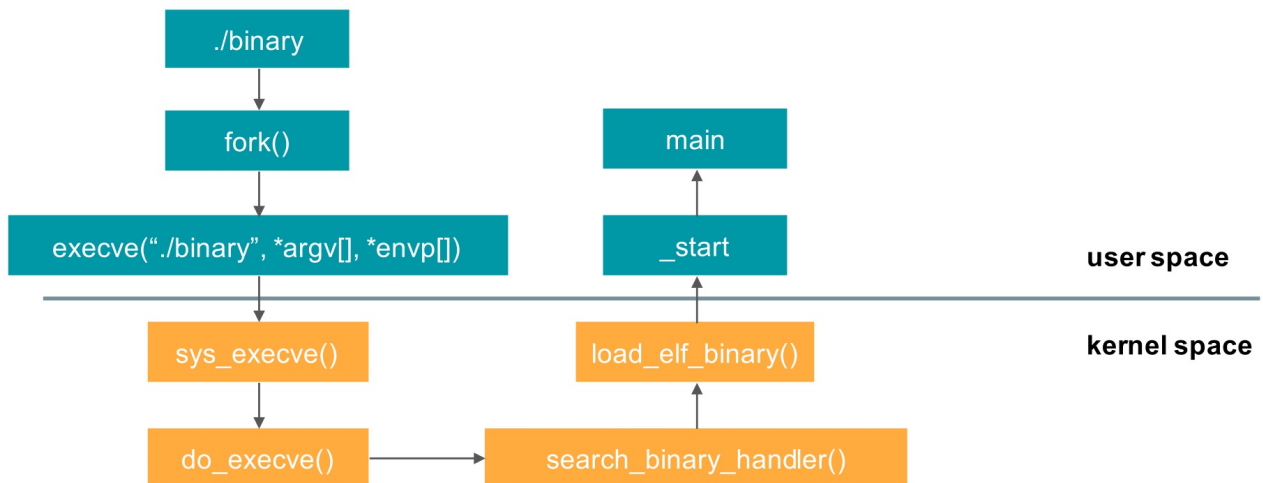 ./binary
fork()
execve(“./binary”, *argv[], *envp[])
sys_execve()
do_execve()
search_binary_handler()
load_elf_binary()
_start
main
user space
kernel space